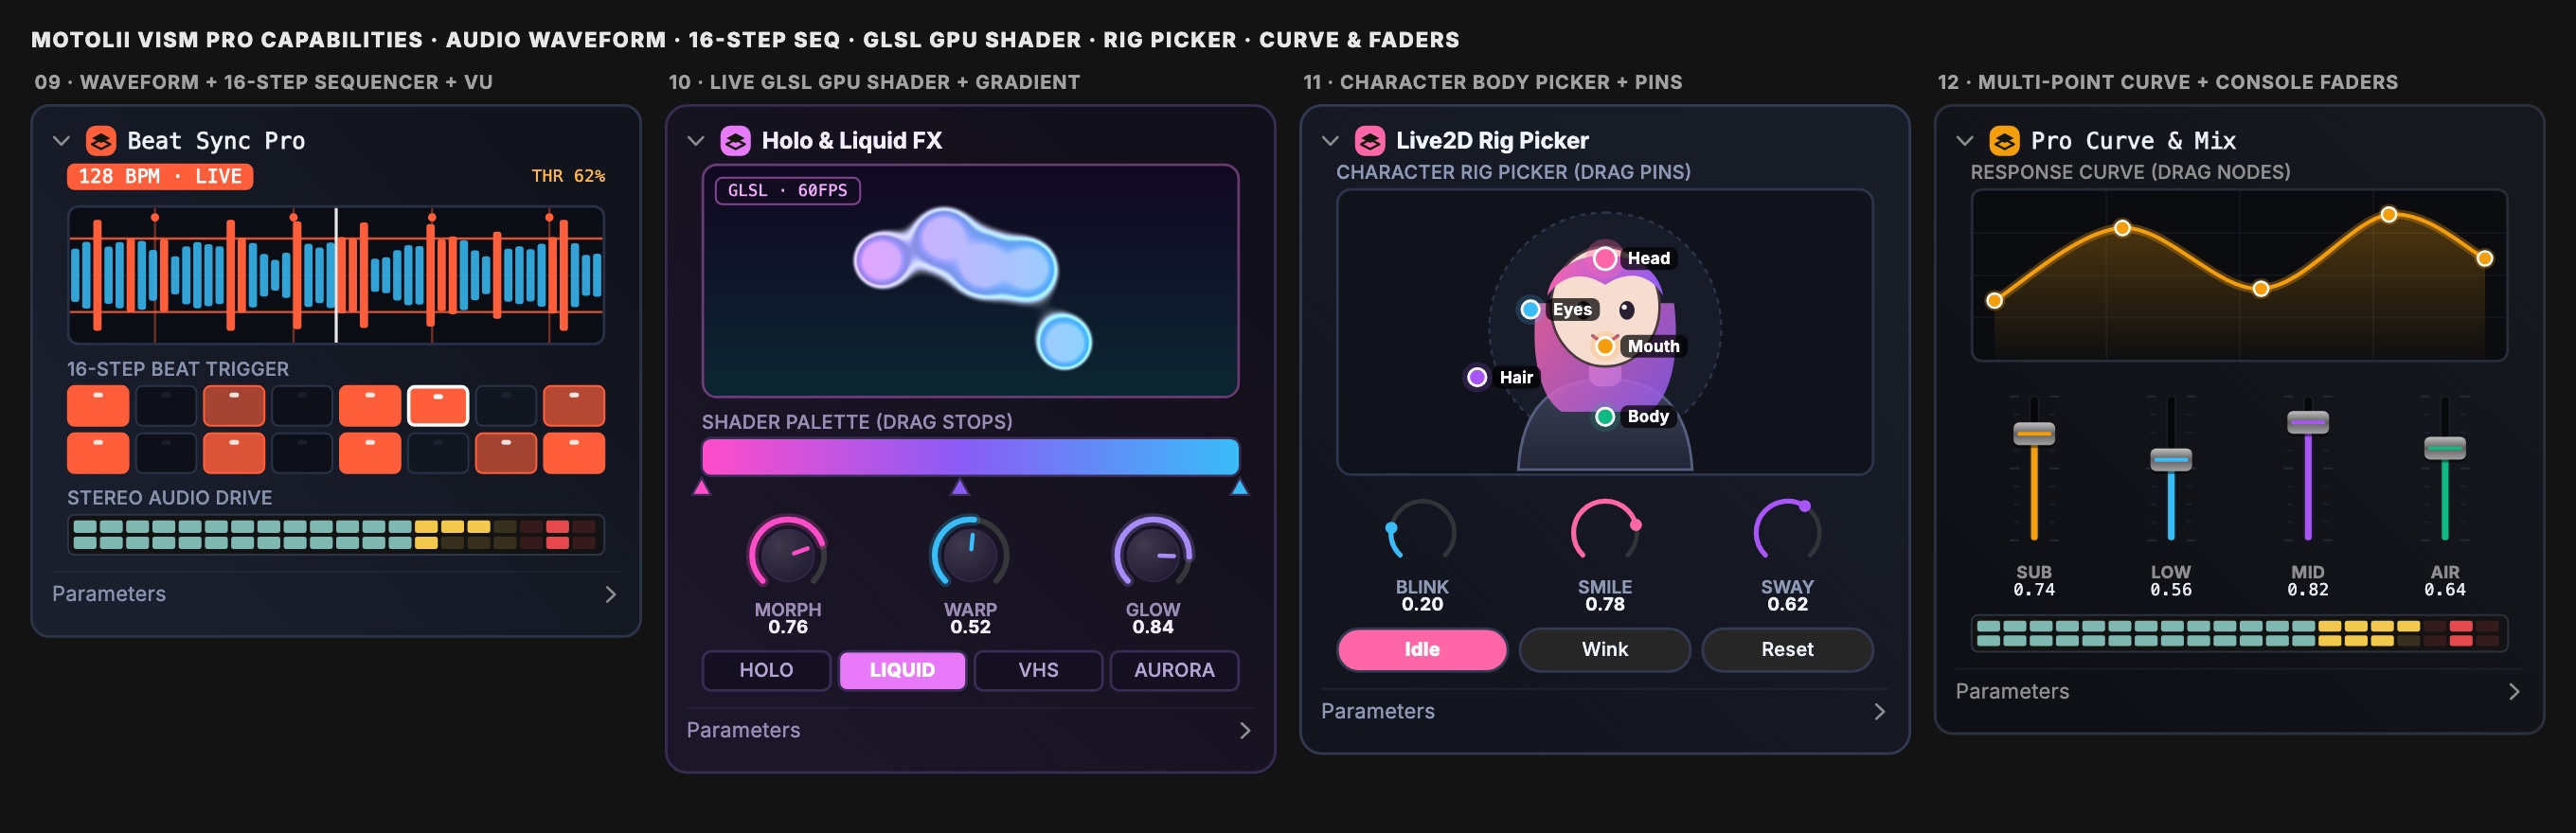 MOTOLII VISM PRO CAPABILITIES · AUDIO WAVEFORM · 16-STEP SEQ · GLSL GPU SHADER · RIG PICKER · CURVE & FADERS
09 · WAVEFORM + 16-STEP SEQUENCER + VU
Beat Sync Pro
128 BPM · LIVE
THR 62%
16-STEP BEAT TRIGGER
STEREO AUDIO DRIVE
Parameters
10 · LIVE GLSL GPU SHADER + GRADIENT
Holo & Liquid FX
GLSL · 60FPS
SHADER PALETTE (DRAG STOPS)
MORPH WARP GLOW
0.76 0.52 0.84
HOLO LIQUID VHS AURORA
Parameters
11 · CHARACTER BODY PICKER + PINS
Live2D Rig Picker
CHARACTER RIG PICKER (DRAG PINS)
Head
Eyes
Mouth
Hair
Body
BLINK SMILE SWAY
0.20 0.78 0.62
Idle Wink Reset
Parameters
12 · MULTI-POINT CURVE + CONSOLE FADERS
Pro Curve & Mix
RESPONSE CURVE (DRAG NODES)
SUB LOW MID AIR
0.74 0.56 0.82 0.64
Parameters